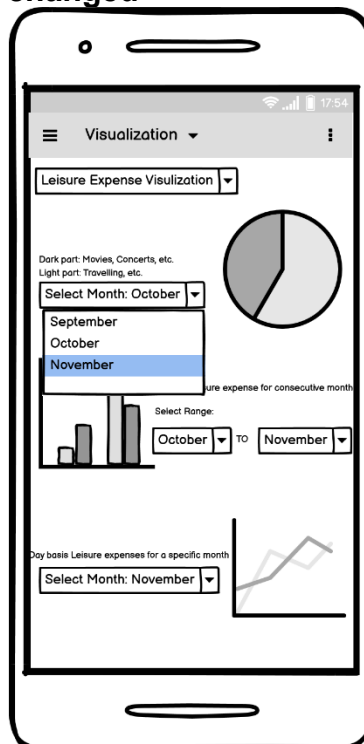 changed
17:54
Visualization
Leisure Expense Visulization
Dark part: Movies, Concerts, etc.
Light part: Travelling, etc.
Select Month: October
September
October
November
expense for consecutive month
Select Range:
October TO November
Day basis Leisure expenses for a specific month
Select Month: November